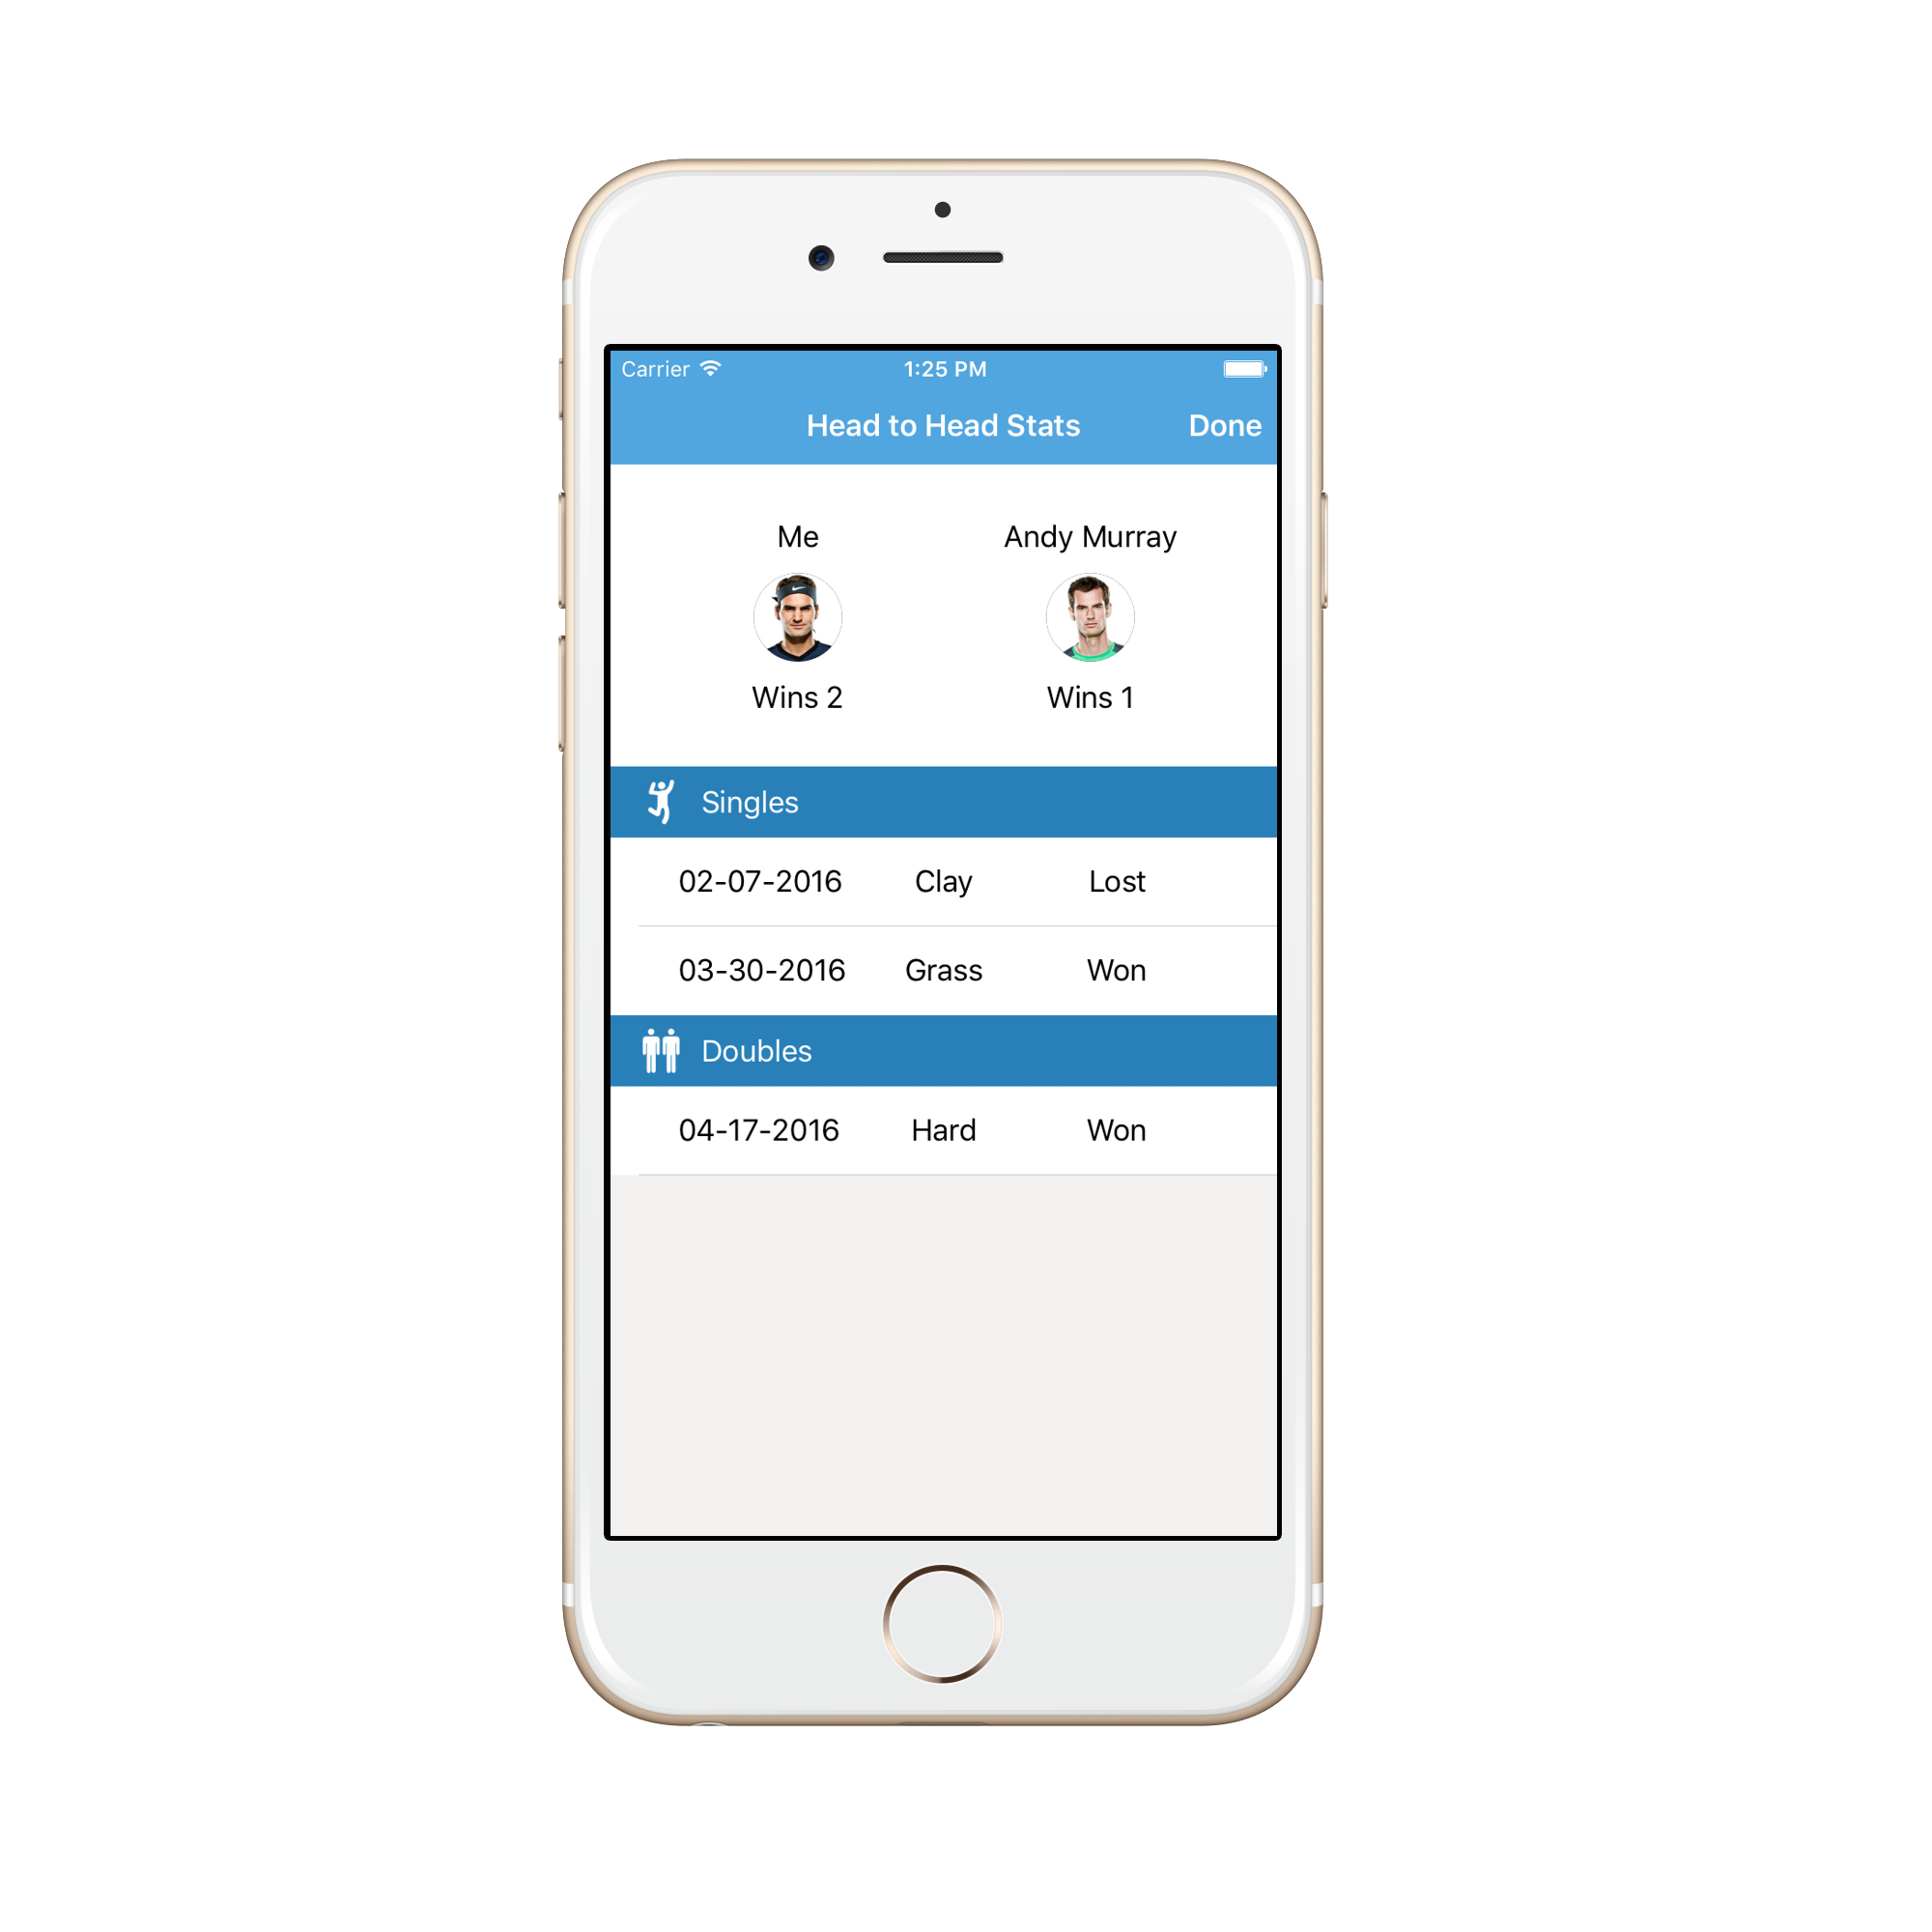 Carrier 1:25 PM
Head to Head Stats Done
Me Andy Murray
Wins 2 Wins 1
Singles
02-07-2016 Clay Lost
03-30-2016 Grass Won
Doubles
04-17-2016 Hard Won